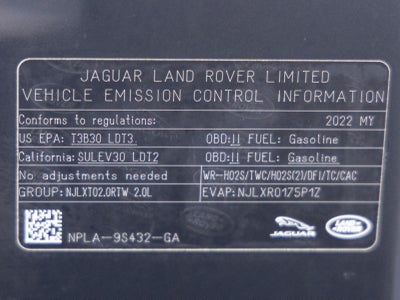 JAGUAR LAND ROVER LIMITED
VEHICLE EMISSION CONTROL INFORMATION
Conforms to regulations: 2022 MY
US EPA: T3B30 LDT3 OBD:II FUEL: Gasoline
California: SULEV30 LDT2 OBD:II FUEL: Gasoline
No adjustments needed WR-HO2S/TWC/HO2S(2)/DFI/TC/CAC
GROUP: NJLXT02.0RTW 2.0L EVAP: NJLXR0175P1Z
NPLA-9S432-GA
JAGUAR
LAND ROVER